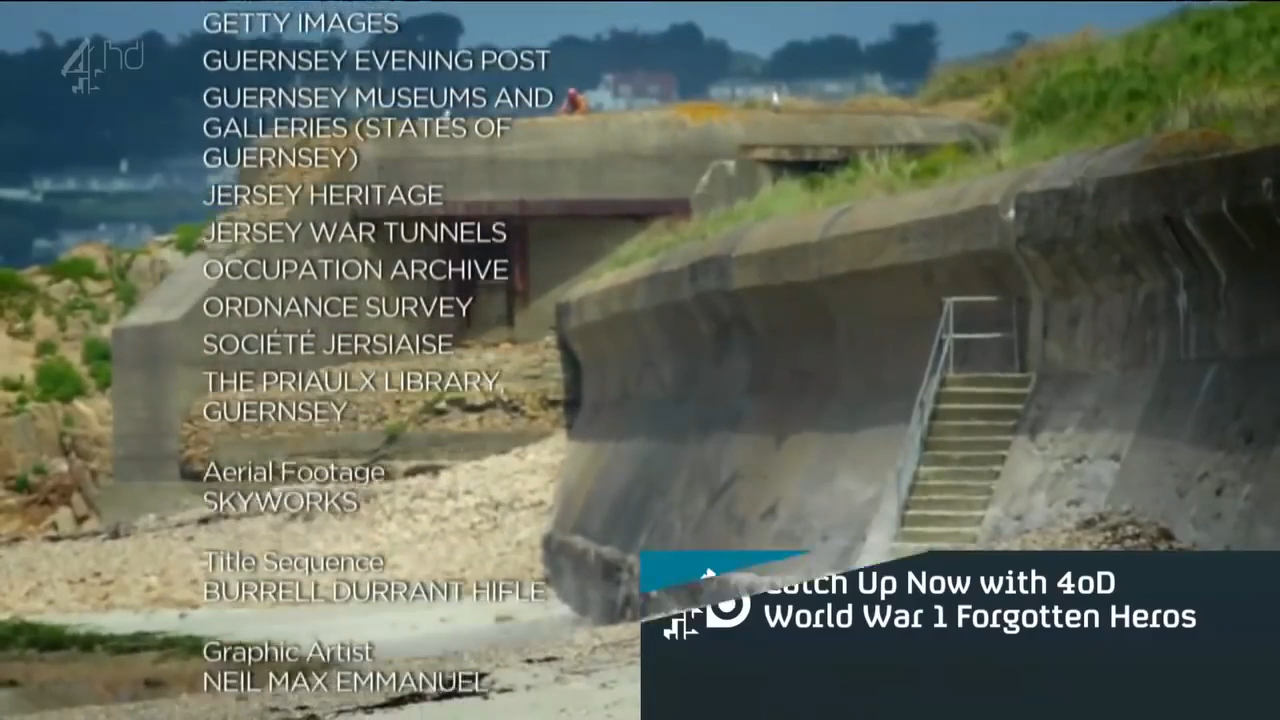 4hd
GETTY IMAGES
GUERNSEY EVENING POST
GUERNSEY MUSEUMS AND
GALLERIES (STATES OF
GUERNSEY)
JERSEY HERITAGE
JERSEY WAR TUNNELS
OCCUPATION ARCHIVE
ORDNANCE SURVEY
SOCIÉTÉ JERSIAISE
THE PRIAULX LIBRARY,
GUERNSEY
Aerial Footage
SKYWORKS
Title Sequence
BURRELL DURRANT HIFLE
Graphic Artist
NEIL MAX EMMANUEL
Catch Up Now with 4oD
World War 1 Forgotten Heros